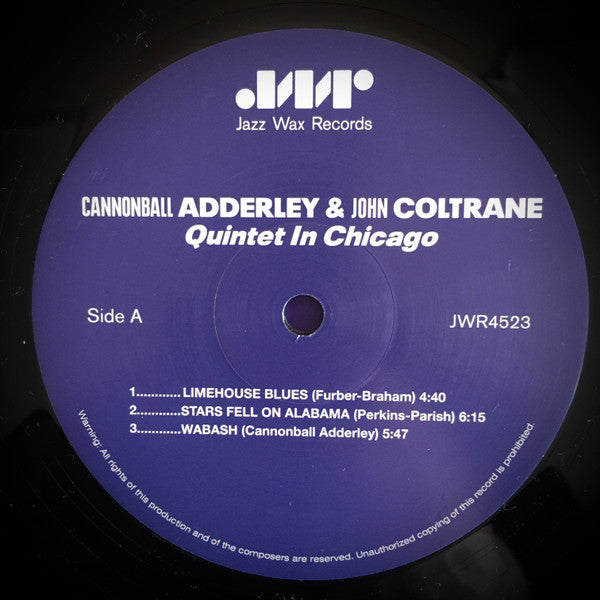 JWR
Jazz Wax Records
CANNONBALL ADDERLEY & JOHN COLTRANE
Quintet In Chicago
Side A
JWR4523
1............LIMEHOUSE BLUES (Furber-Braham) 4:40
2............STARS FELL ON ALABAMA (Perkins-Parish) 6:15
3............WABASH (Cannonball Adderley) 5:47
Warning: All rights of this production and of the composers are reserved. Unauthorized copying of this record is prohibited.